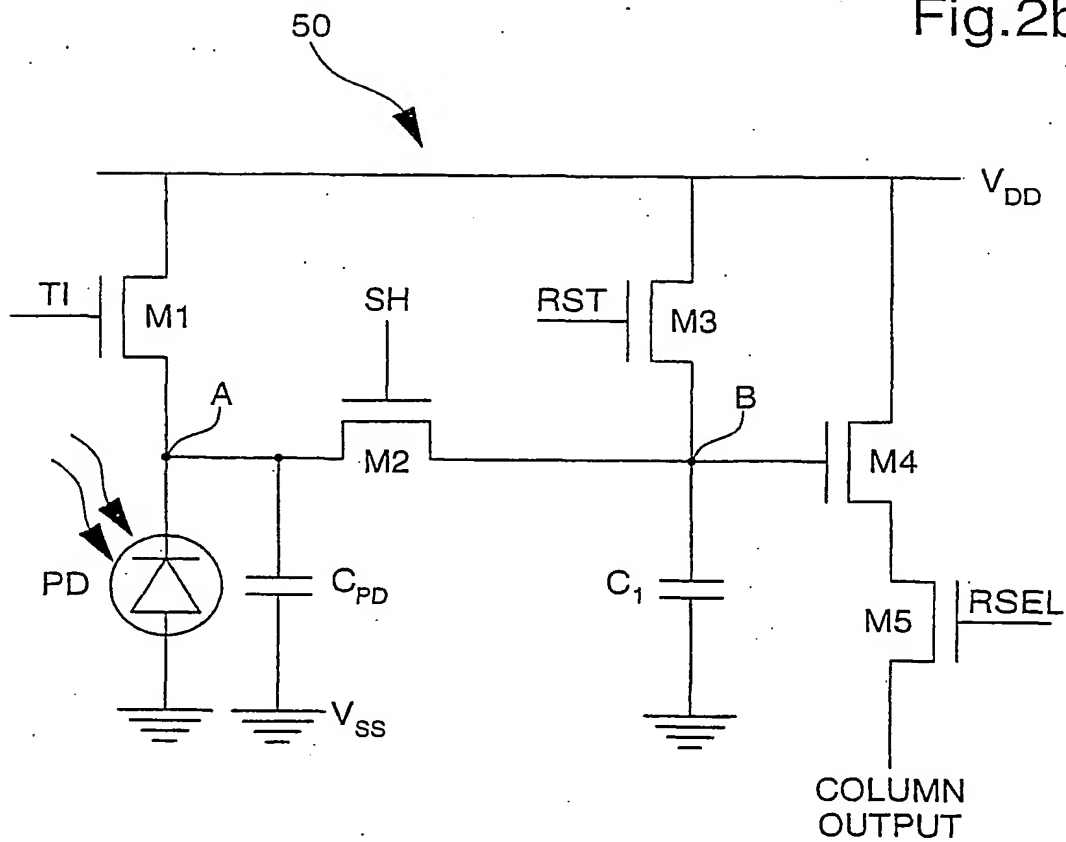 Fig.2b
50
V_DD
TI
M1
SH
RST
M3
A
B
M2
M4
PD
C_PD
C_1
M5
RSEL
V_SS
COLUMN
OUTPUT